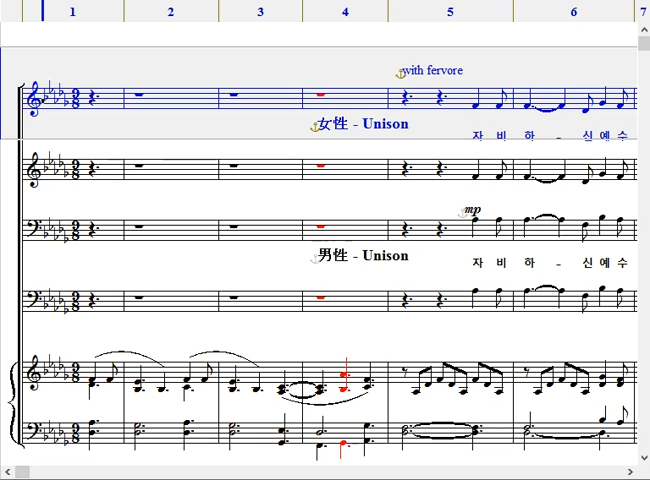 1 2 3 4 5 6 7
with fervore
女性 - Unison
자 비 하 - 신 예 수
mp
男性 - Unison
자 비 하 - 신 예 수